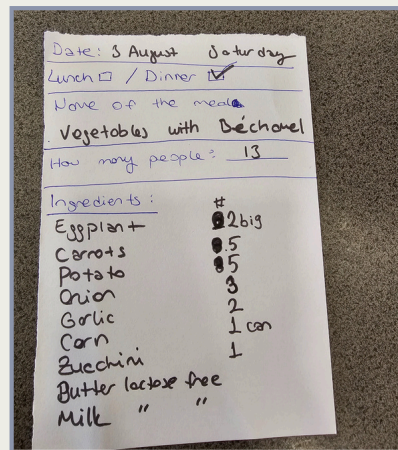 Date: 3 August Saturday
Lunch ☐ / Dinner ☑
Name of the meal
Vegetables with Béchamel
How many people: 13
Ingredients: #
Eggplant 2 big
Carrots .5
Potato 5
Onion 3
Garlic 2
Corn 1 can
Zucchini 1
Butter lactose free
Milk " "